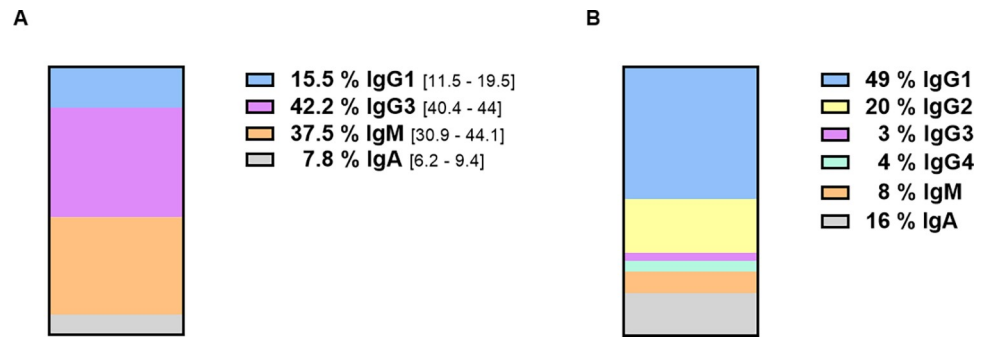 A
15.5 % IgG1 [11.5 - 19.5]
42.2 % IgG3 [40.4 - 44]
37.5 % IgM [30.9 - 44.1]
7.8 % IgA [6.2 - 9.4]
B
49 % IgG1
20 % IgG2
3 % IgG3
4 % IgG4
8 % IgM
16 % IgA